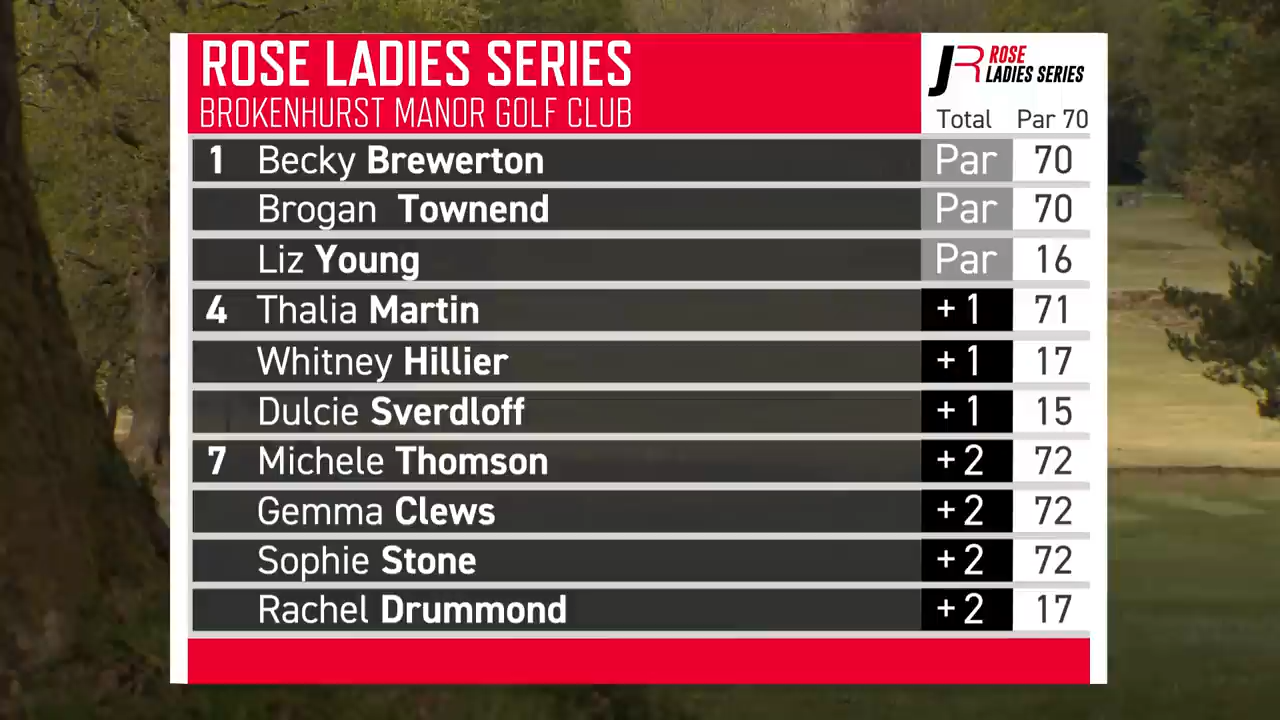 ROSE LADIES SERIES
BROKENHURST MANOR GOLF CLUB
JR ROSE
LADIES SERIES
Total Par 70
1 Becky Brewerton Par 70
Brogan Townend Par 70
Liz Young Par 16
4 Thalia Martin +1 71
Whitney Hillier +1 17
Dulcie Sverdloff +1 15
7 Michele Thomson +2 72
Gemma Clews +2 72
Sophie Stone +2 72
Rachel Drummond +2 17